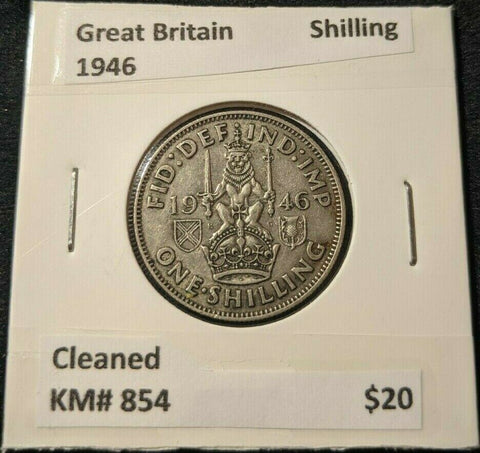 Great Britain Shilling
1946
FID:DEF IND:IMP
19 46
ONE·SHILLING
Cleaned
KM# 854 $20